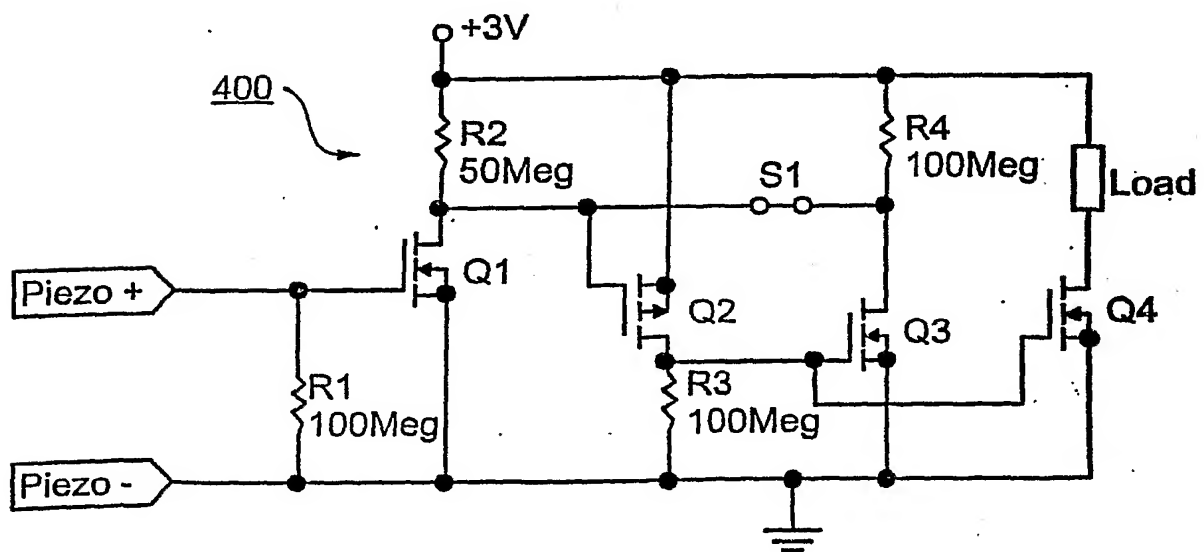 +3V
400
R2
50Meg
R4
100Meg
S1
Load
Piezo +
Q1
Q2
Q3
Q4
R1
100Meg
R3
100Meg
Piezo -